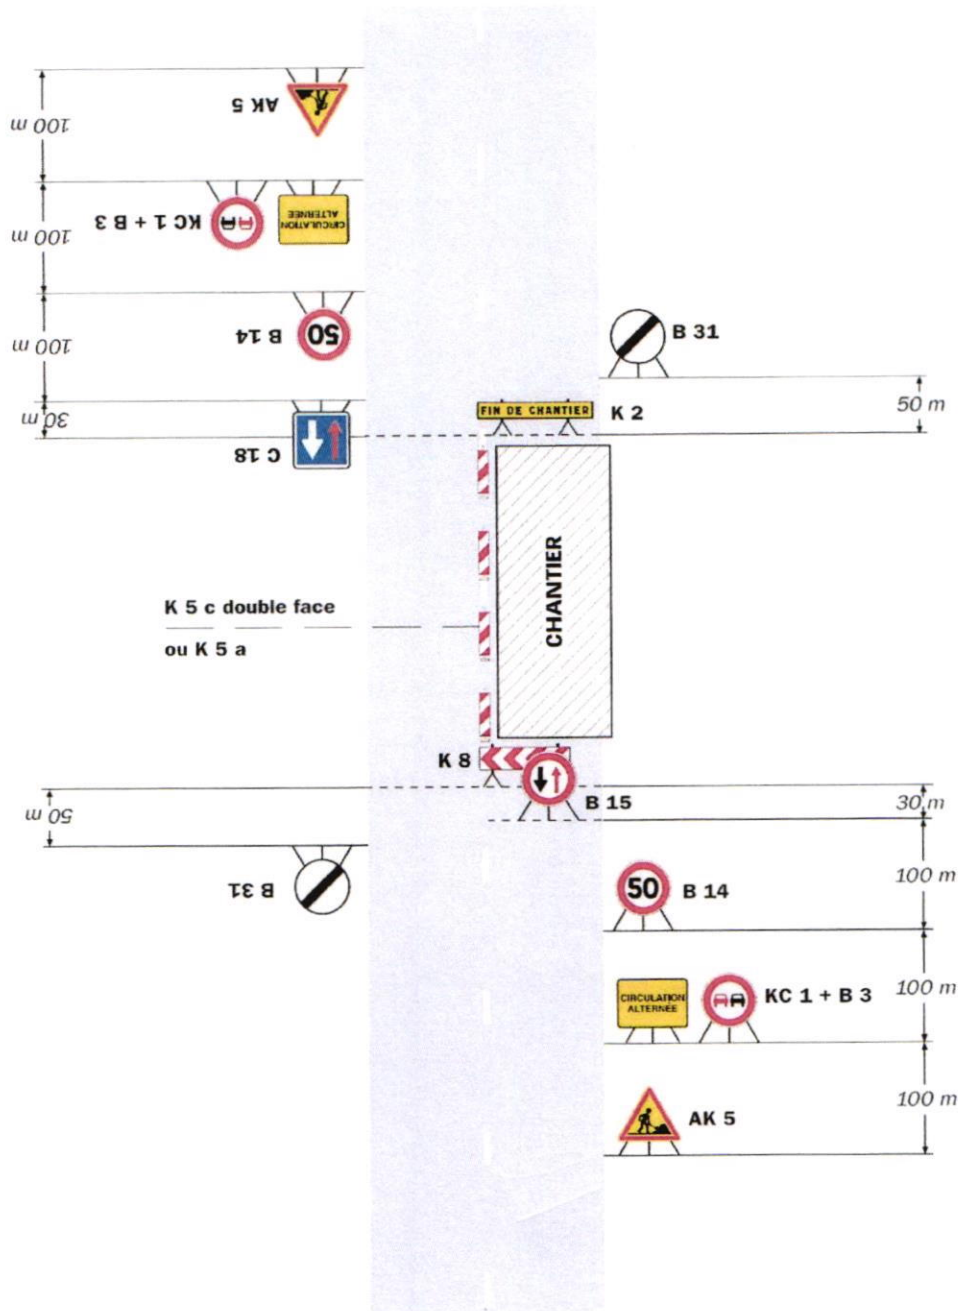 100 m
AK 5
100 m
KC 1 + B 3
CIRCULATION
ALTERNÉE
100 m
B 14
50
B 31
30 m
C 18
FIN DE CHANTIER
K 2
50 m
CHANTIER
K 5 c double face
ou K 5 a
K 8
B 15
30 m
50 m
B 31
50
B 14
100 m
CIRCULATION
ALTERNÉE
KC 1 + B 3
100 m
AK 5
100 m